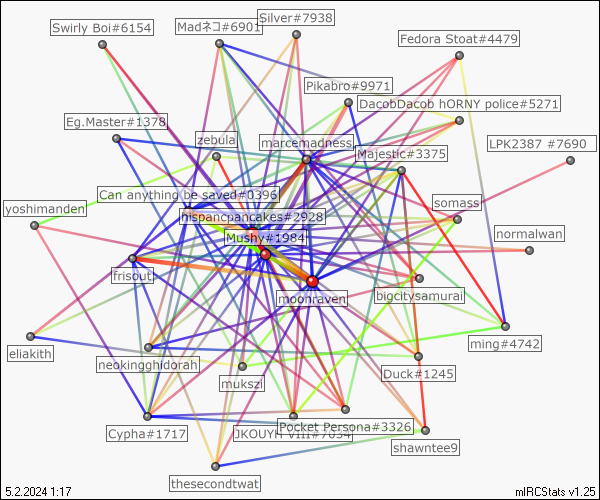 Swirly Boi#6154
Madネコ#6901
Silver#7938
Fedora Stoat#4479
Pikabro#9971
DacobDacob hORNY police#5271
Eg.Master#1378
zebula
marcemadness
Majestic#3375
LPK2387 #7690
Can anything be saved#0396
yoshimanden
hispancpancakes#2928
somass
Mushy#1984
normalwan
frisout
moonraven
bigcitysamurai
eliakith
neokingghidorah
ming#4742
mukszi
Duck#1245
Cypha#1717
Pocket Persona#3326
shawntee9
thesecondtwat
5.2.2024 1:17
mIRCStats v1.25